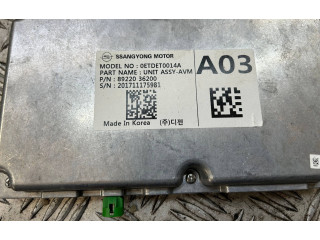 SSANGYONG MOTOR
MODEL NO : 0ETDET0014A
PART NAME : UNIT ASSY-AVM
P/N : 89220 36200
S/N : 201711175981
A03
Made In Korea (주)디젠